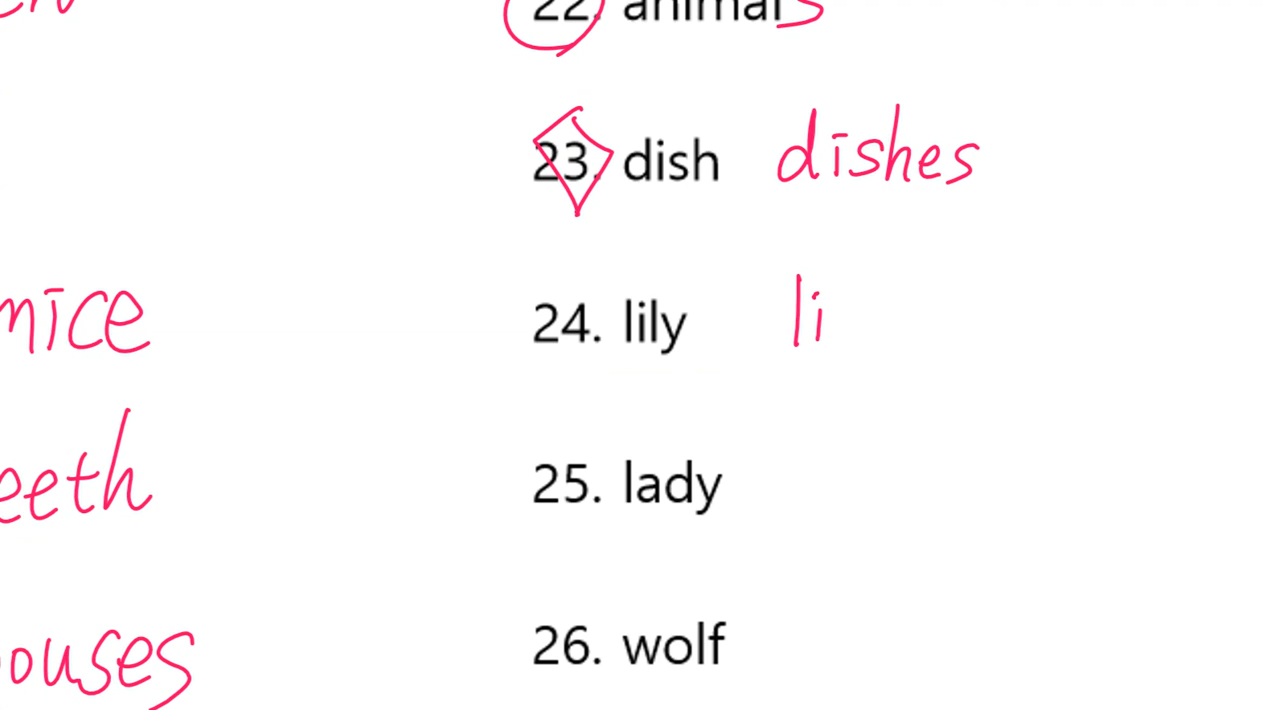 22. animals
23. dish dishes
mice
24. lily li
eeth
25. lady
ouses
26. wolf